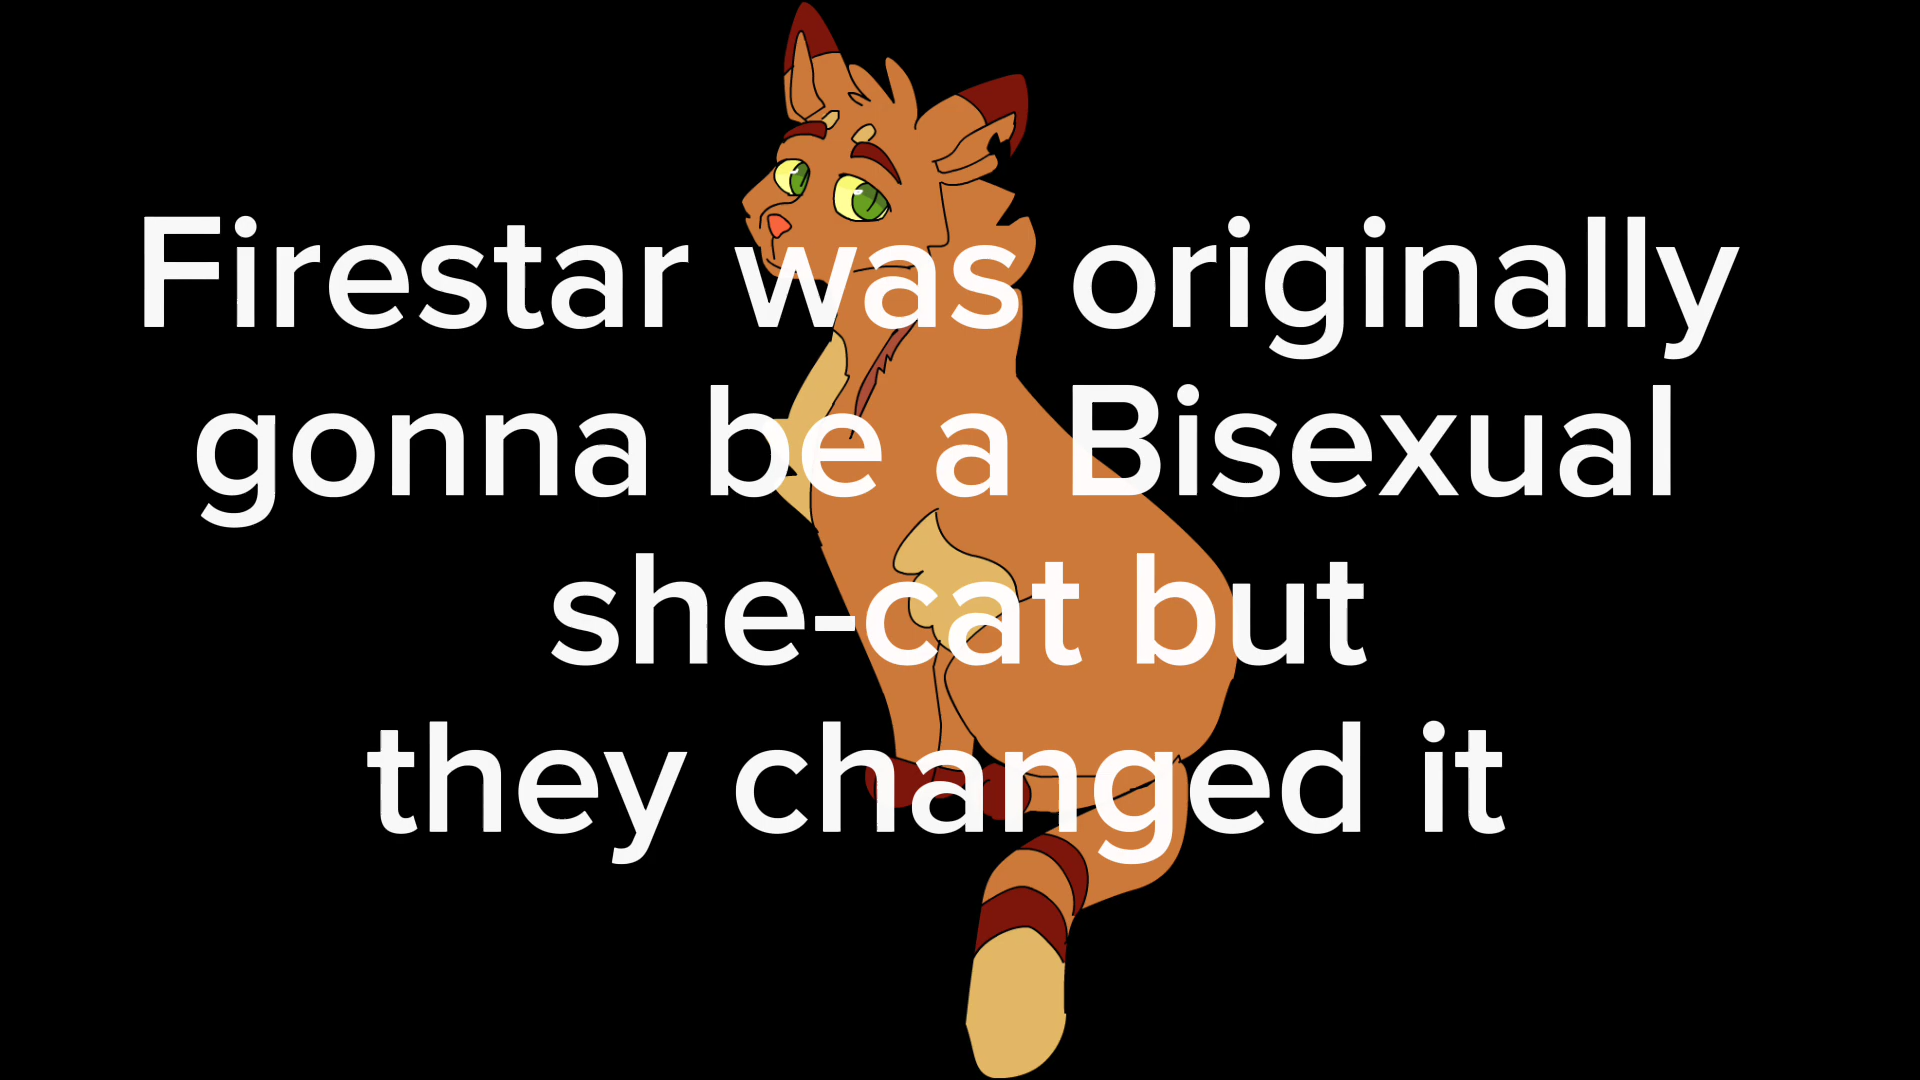 Firestar was originally
gonna be a Bisexual
she-cat but
they changed it